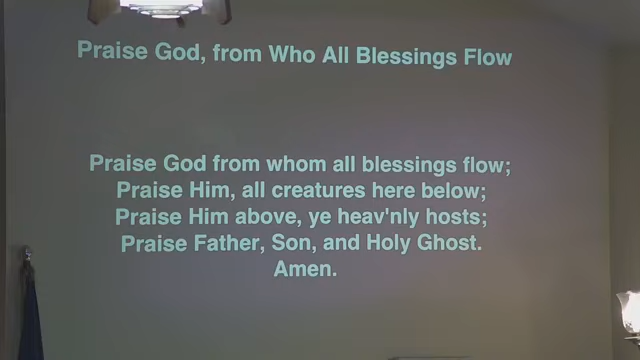 Praise God, from Who All Blessings Flow
Praise God from whom all blessings flow;
Praise Him, all creatures here below;
Praise Him above, ye heav'nly hosts;
Praise Father, Son, and Holy Ghost.
Amen.